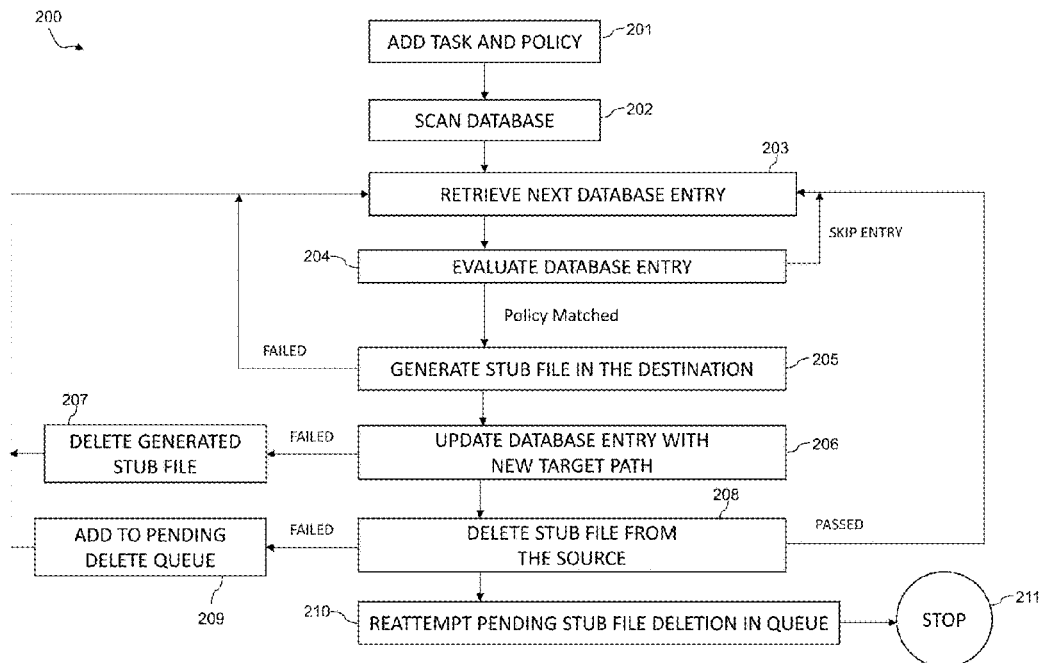 200
ADD TASK AND POLICY
201
SCAN DATABASE
202
203
RETRIEVE NEXT DATABASE ENTRY
SKIP ENTRY
204
EVALUATE DATABASE ENTRY
Policy Matched
FAILED
GENERATE STUB FILE IN THE DESTINATION
205
207
DELETE GENERATED
STUB FILE
FAILED
UPDATE DATABASE ENTRY WITH
NEW TARGET PATH
206
208
ADD TO PENDING
DELETE QUEUE
FAILED
DELETE STUB FILE FROM
THE SOURCE
PASSED
209
210
REATTEMPT PENDING STUB FILE DELETION IN QUEUE
STOP
211